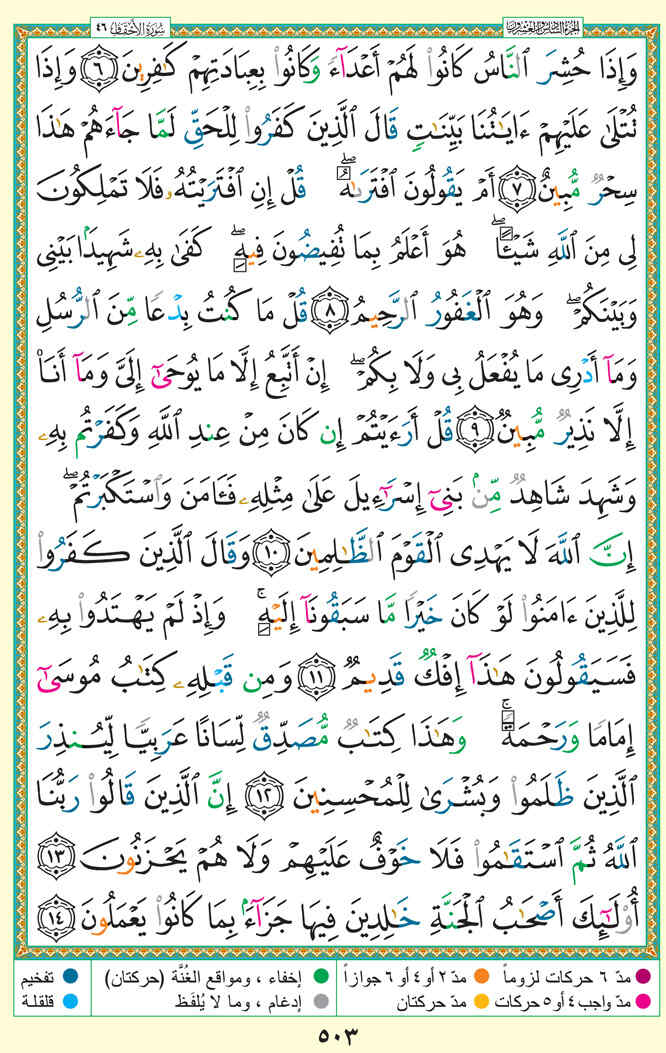 الجزء السادس والعشرون
سورة الأحقاف ٤٦
وَإِذَا حُشِرَ ٱلنَّاسُ كَانُوا۟ لَهُمْ أَعْدَآءً وَكَانُوا۟ بِعِبَادَتِهِمْ كَـٰفِرِينَ ٦ وَإِذَا
تُتْلَىٰ عَلَيْهِمْ ءَايَـٰتُنَا بَيِّنَـٰتٍ قَالَ ٱلَّذِينَ كَفَرُوا۟ لِلْحَقِّ لَمَّا جَآءَهُمْ هَـٰذَا
سِحْرٌ مُّبِينٌ ٧ أَمْ يَقُولُونَ ٱفْتَرَىٰهُ ۖ قُلْ إِنِ ٱفْتَرَيْتُهُۥ فَلَا تَمْلِكُونَ
لِى مِنَ ٱللَّهِ شَيْـًٔا ۖ هُوَ أَعْلَمُ بِمَا تُفِيضُونَ فِيهِ ۖ كَفَىٰ بِهِۦ شَهِيدًۢا بَيْنِى
وَبَيْنَكُمْ ۖ وَهُوَ ٱلْغَفُورُ ٱلرَّحِيمُ ٨ قُلْ مَا كُنتُ بِدْعًا مِّنَ ٱلرُّسُلِ
وَمَآ أَدْرِى مَا يُفْعَلُ بِى وَلَا بِكُمْ ۖ إِنْ أَتَّبِعُ إِلَّا مَا يُوحَىٰٓ إِلَىَّ وَمَآ أَنَا۠
إِلَّا نَذِيرٌ مُّبِينٌ ٩ قُلْ أَرَءَيْتُمْ إِن كَانَ مِنْ عِندِ ٱللَّهِ وَكَفَرْتُم بِهِۦ
وَشَهِدَ شَاهِدٌ مِّنۢ بَنِىٓ إِسْرَٰٓءِيلَ عَلَىٰ مِثْلِهِۦ فَـَٔامَنَ وَٱسْتَكْبَرْتُمْ ۖ
إِنَّ ٱللَّهَ لَا يَهْدِى ٱلْقَوْمَ ٱلظَّـٰلِمِينَ ١٠ وَقَالَ ٱلَّذِينَ كَفَرُوا۟
لِلَّذِينَ ءَامَنُوا۟ لَوْ كَانَ خَيْرًا مَّا سَبَقُونَآ إِلَيْهِ ۚ وَإِذْ لَمْ يَهْتَدُوا۟ بِهِۦ
فَسَيَقُولُونَ هَـٰذَآ إِفْكٌ قَدِيمٌ ١١ وَمِن قَبْلِهِۦ كِتَـٰبُ مُوسَىٰٓ
إِمَامًا وَرَحْمَةً ۚ وَهَـٰذَا كِتَـٰبٌ مُّصَدِّقٌ لِّسَانًا عَرَبِيًّا لِّيُنذِرَ
ٱلَّذِينَ ظَلَمُوا۟ وَبُشْرَىٰ لِلْمُحْسِنِينَ ١٢ إِنَّ ٱلَّذِينَ قَالُوا۟ رَبُّنَا
ٱللَّهُ ثُمَّ ٱسْتَقَـٰمُوا۟ فَلَا خَوْفٌ عَلَيْهِمْ وَلَا هُمْ يَحْزَنُونَ ١٣
أُو۟لَـٰٓئِكَ أَصْحَـٰبُ ٱلْجَنَّةِ خَـٰلِدِينَ فِيهَا جَزَآءًۢ بِمَا كَانُوا۟ يَعْمَلُونَ ١٤
مدّ ٦ حركات لزوماً مدّ ٢ أو ٤ أو ٦ جوازاً إخفاء ، ومواقع الغُنَّة (حركتان) تفخيم
مدّ واجب ٤ أو ٥ حركات مدّ حركتان إدغام ، وما لا يُلفَظ قلقلة
٥٠٣